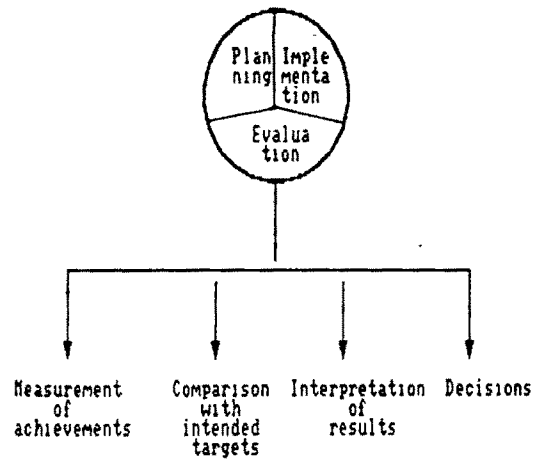 Plan
ning
Imple
menta
tion
Evalua
tion
Measurement
of
achievements
Comparison
with
intended
targets
Interpretation
of
results
Decisions